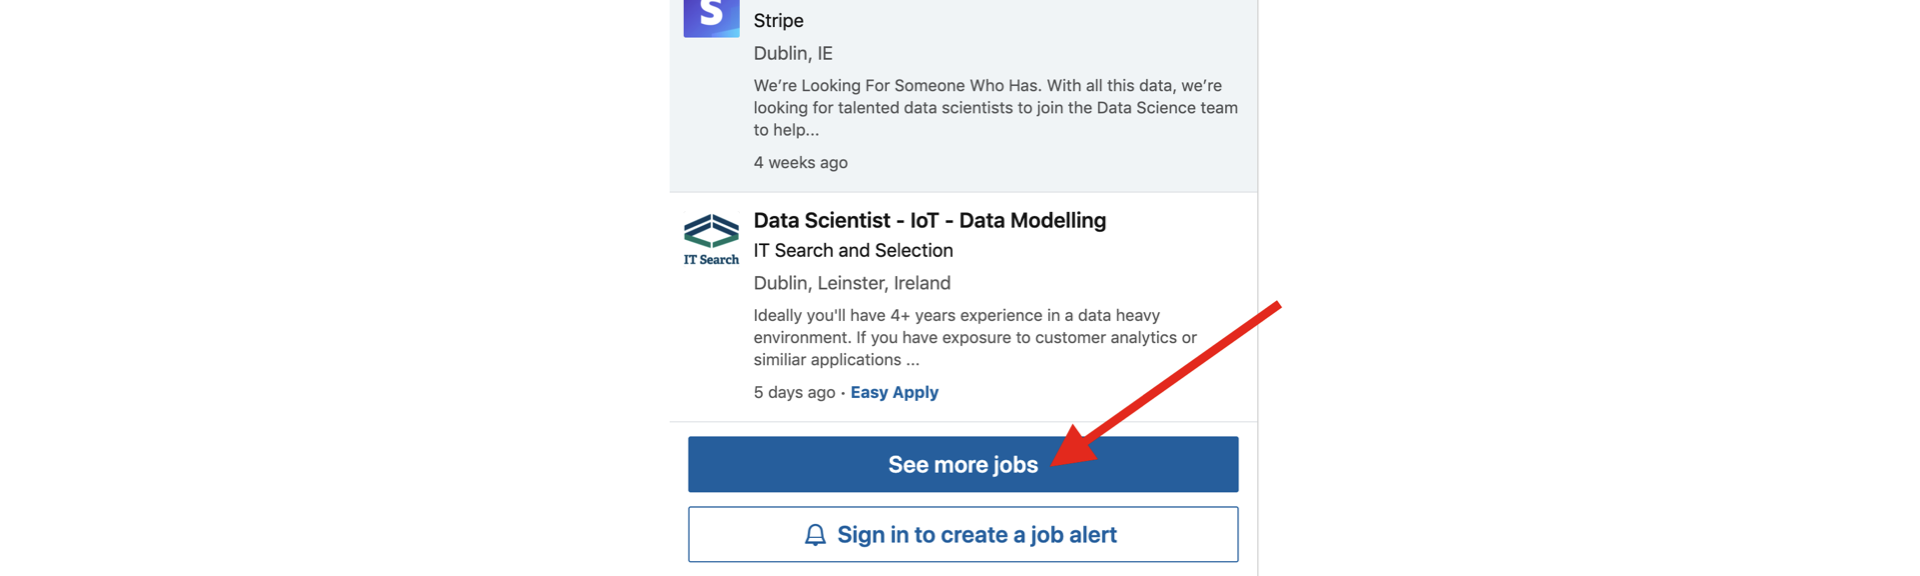 S
Stripe
Dublin, IE
We’re Looking For Someone Who Has. With all this data, we’re
looking for talented data scientists to join the Data Science team
to help...
4 weeks ago
Data Scientist - IoT - Data Modelling
IT Search and Selection
IT Search
Dublin, Leinster, Ireland
Ideally you'll have 4+ years experience in a data heavy
environment. If you have exposure to customer analytics or
similiar applications ...
5 days ago · Easy Apply
See more jobs
Sign in to create a job alert